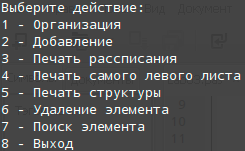 Выберите действие:
1 - Организация
2 - Добавление
3 - Печать рассписания
4 - Печать самого левого листа
5 - Печать структуры
6 - Удаление элемента
7 - Поиск элемента
8 - Выход